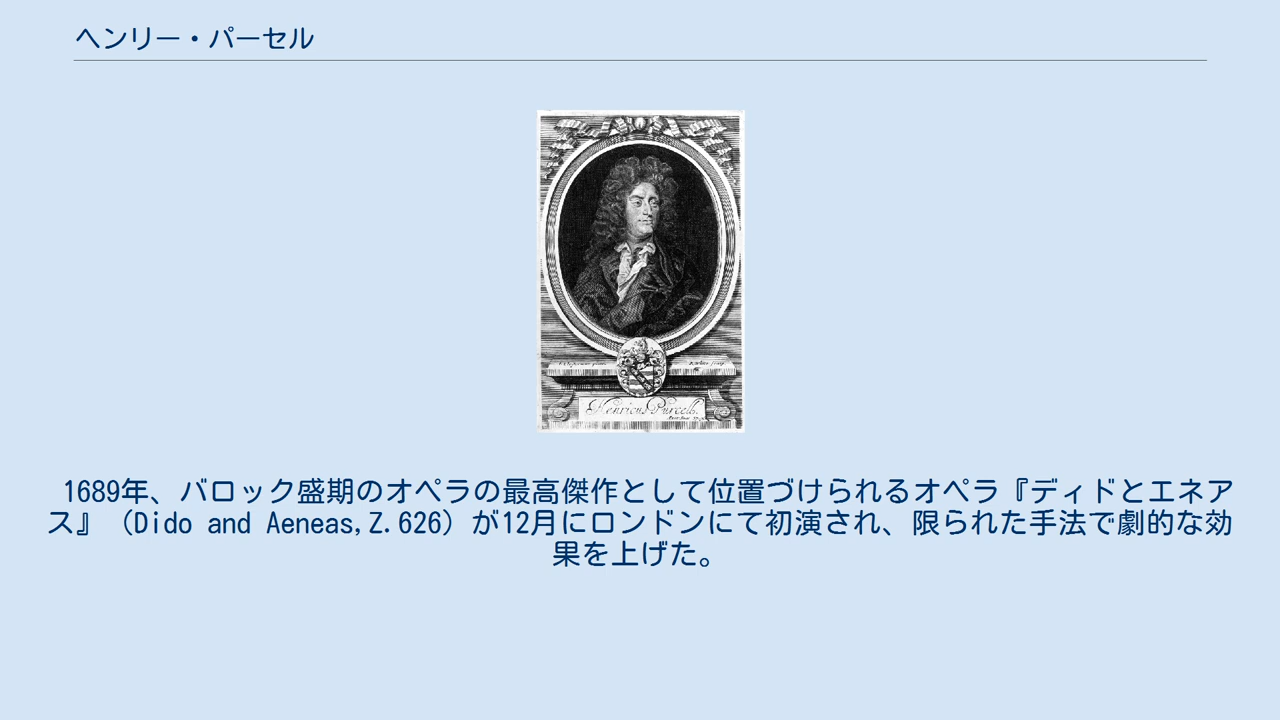 ヘンリー・パーセル
Henricus Purcell.
1689年、バロック盛期のオペラの最高傑作として位置づけられるオペラ『ディドとエネア
ス』（Dido and Aeneas,Z.626）が12月にロンドンにて初演され、限られた手法で劇的な効
果を上げた。